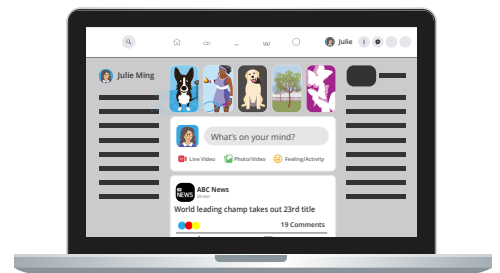 Julie
Julie Ming
What's on your mind?
Live Video
Photo/Video
Feeling/Activity
NEWS
ABC News
World leading champ takes out 23rd title
19 Comments